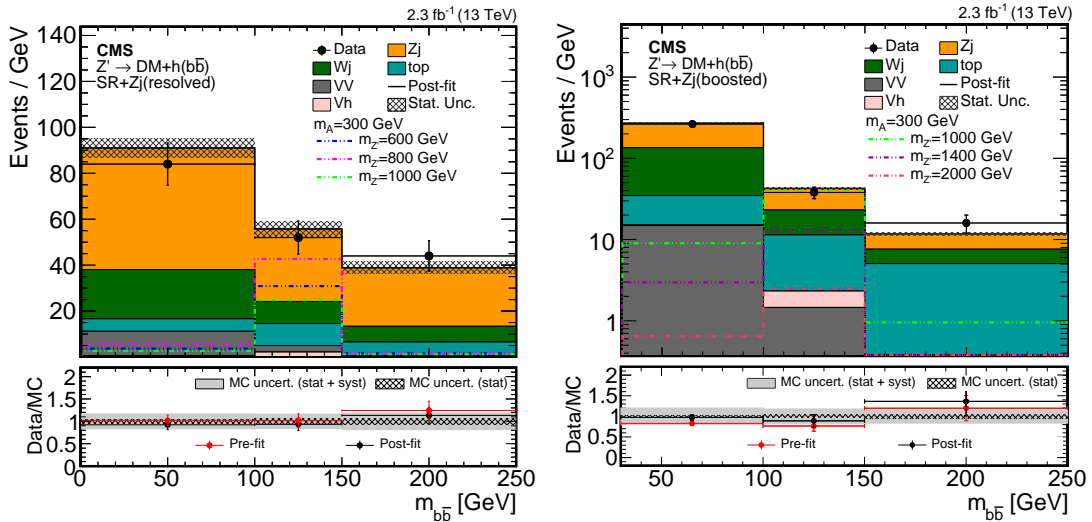 2.3 fb⁻¹ (13 TeV)
Events / GeV
140
120
100
80
60
40
20
CMS
Z' → DM+h(bb̄)
SR+Zj(resolved)
Data
Zj
Wj
top
VV
Post-fit
Vh
Stat. Unc.
m_A=300 GeV
m_Z'=600 GeV
m_Z'=800 GeV
m_Z'=1000 GeV
Data/MC
2
1.5
1
0.5
0
MC uncert. (stat + syst)
MC uncert. (stat)
Pre-fit
Post-fit
0 50 100 150 200 250
m_bb̄ [GeV]
2.3 fb⁻¹ (13 TeV)
Events / GeV
10³
10²
10
1
CMS
Z' → DM+h(bb̄)
SR+Zj(boosted)
Data
Zj
Wj
top
VV
Post-fit
Vh
Stat. Unc.
m_A=300 GeV
m_Z'=1000 GeV
m_Z'=1400 GeV
m_Z'=2000 GeV
Data/MC
2
1.5
1
0.5
0
MC uncert. (stat + syst)
MC uncert. (stat)
Pre-fit
Post-fit
50 100 150 200 250
m_bb̄ [GeV]